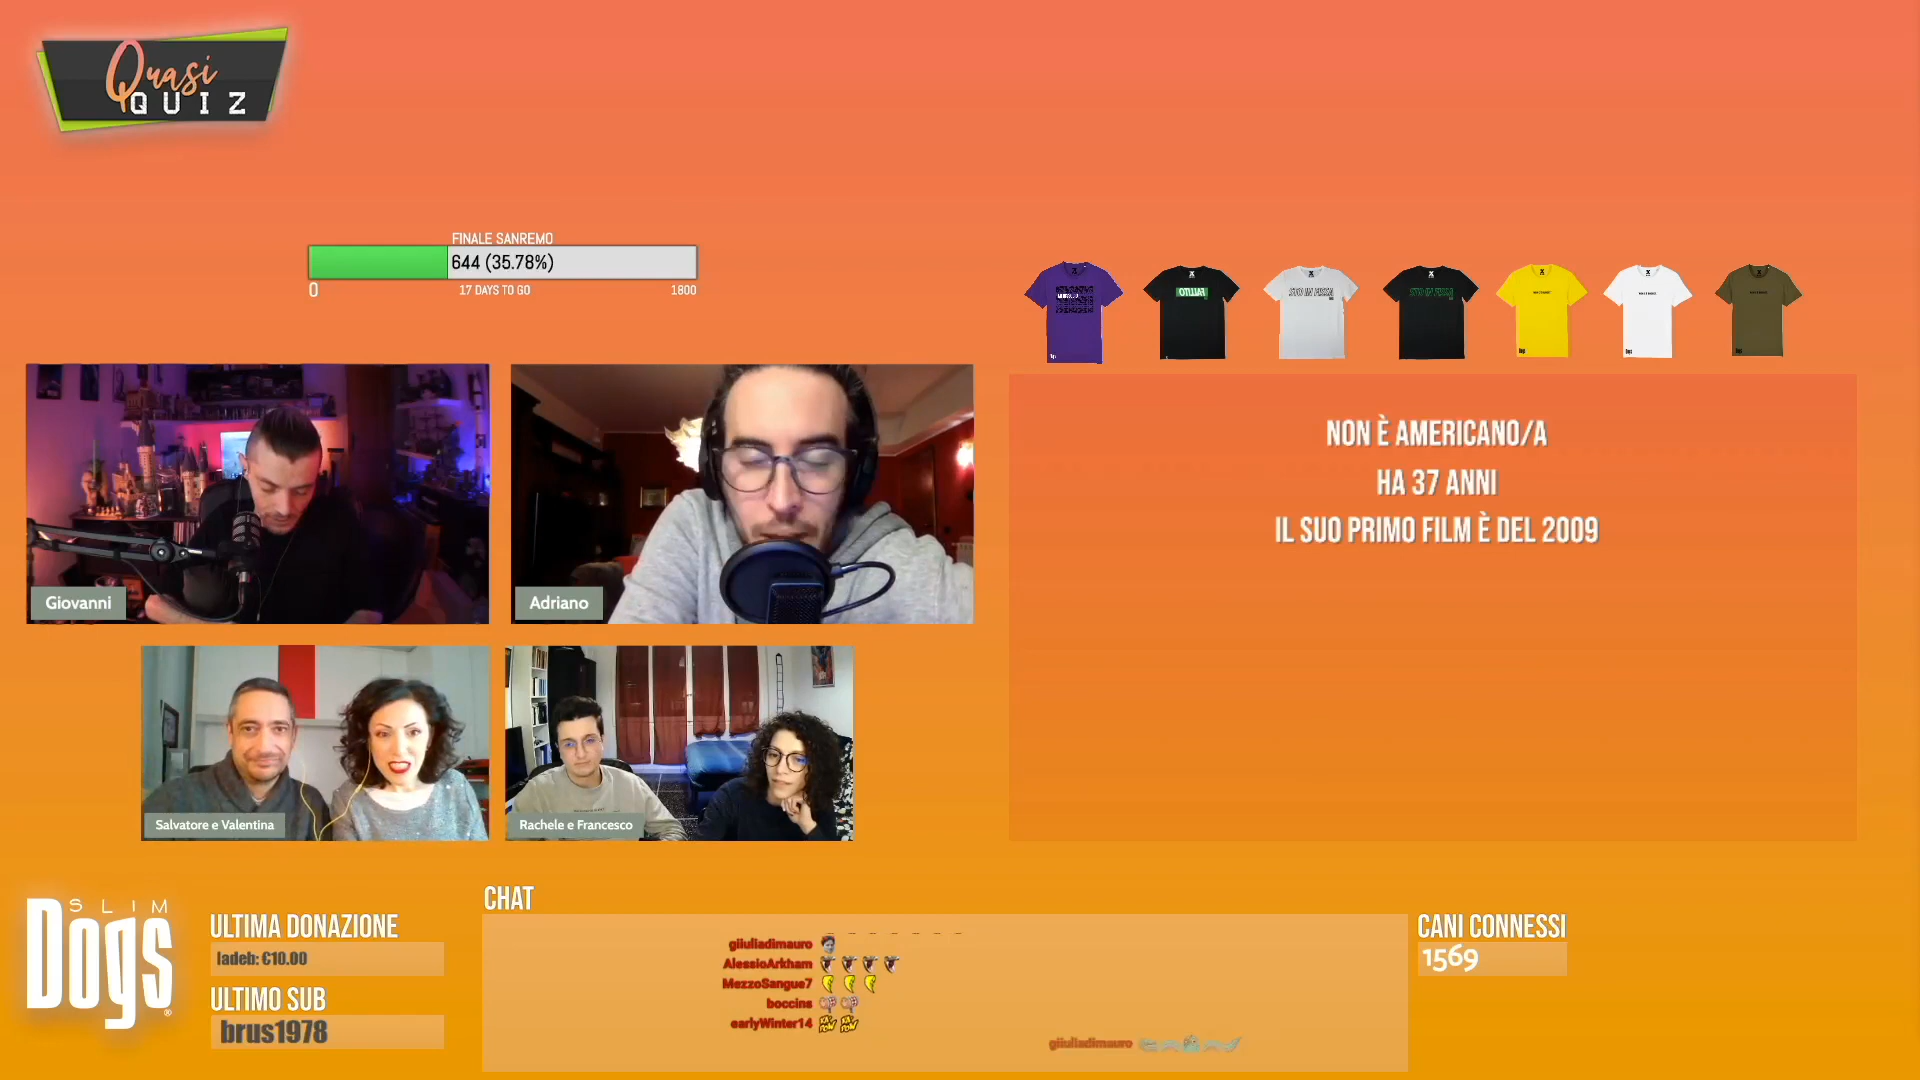 Quasi
QUIZ
FINALE SANREMO
644 (35.78%)
0
17 DAYS TO GO
1800
NON È AMERICANO/A
HA 37 ANNI
IL SUO PRIMO FILM È DEL 2009
Giovanni
Adriano
Salvatore e Valentina
Rachele e Francesco
SLIM
Dogs
ULTIMA DONAZIONE
ladeb: €10.00
ULTIMO SUB
brus1978
CHAT
giiuliadimauro
AlessioArkham
MezzoSangue7
boccins
earlyWinter14
giiuliadimauro
CANI CONNESSI
1569